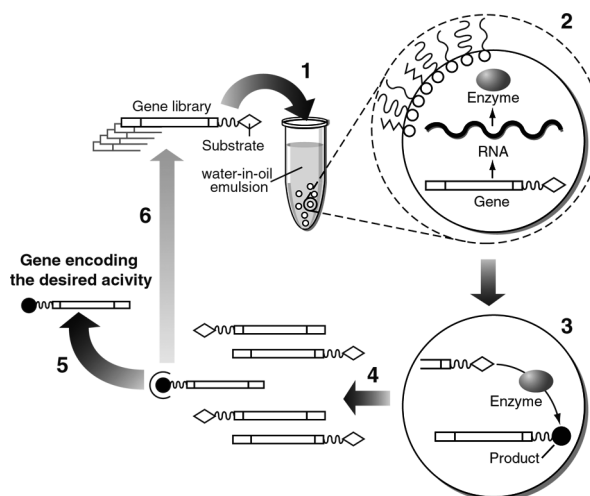 1
2
Gene library
Substrate
water-in-oil
emulsion
Enzyme
RNA
Gene
6
Gene encoding
the desired acivity
3
5
4
Enzyme
Product